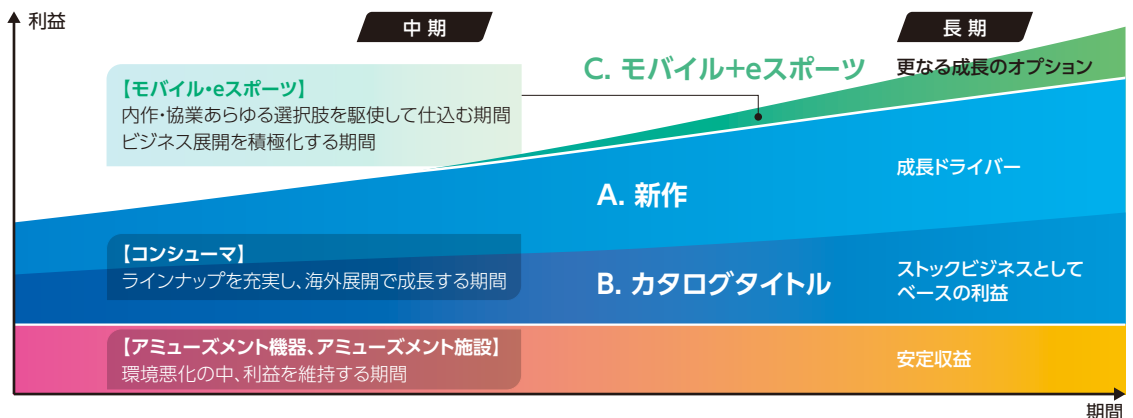 利益
中期
長期
C. モバイル+eスポーツ
更なる成長のオプション
【モバイル・eスポーツ】
内作・協業あらゆる選択肢を駆使して仕込む期間
ビジネス展開を積極化する期間
成長ドライバー
A. 新作
【コンシューマ】
ラインナップを充実し、海外展開で成長する期間
B. カタログタイトル
ストックビジネスとして
ベースの利益
【アミューズメント機器、アミューズメント施設】
環境悪化の中、利益を維持する期間
安定収益
期間